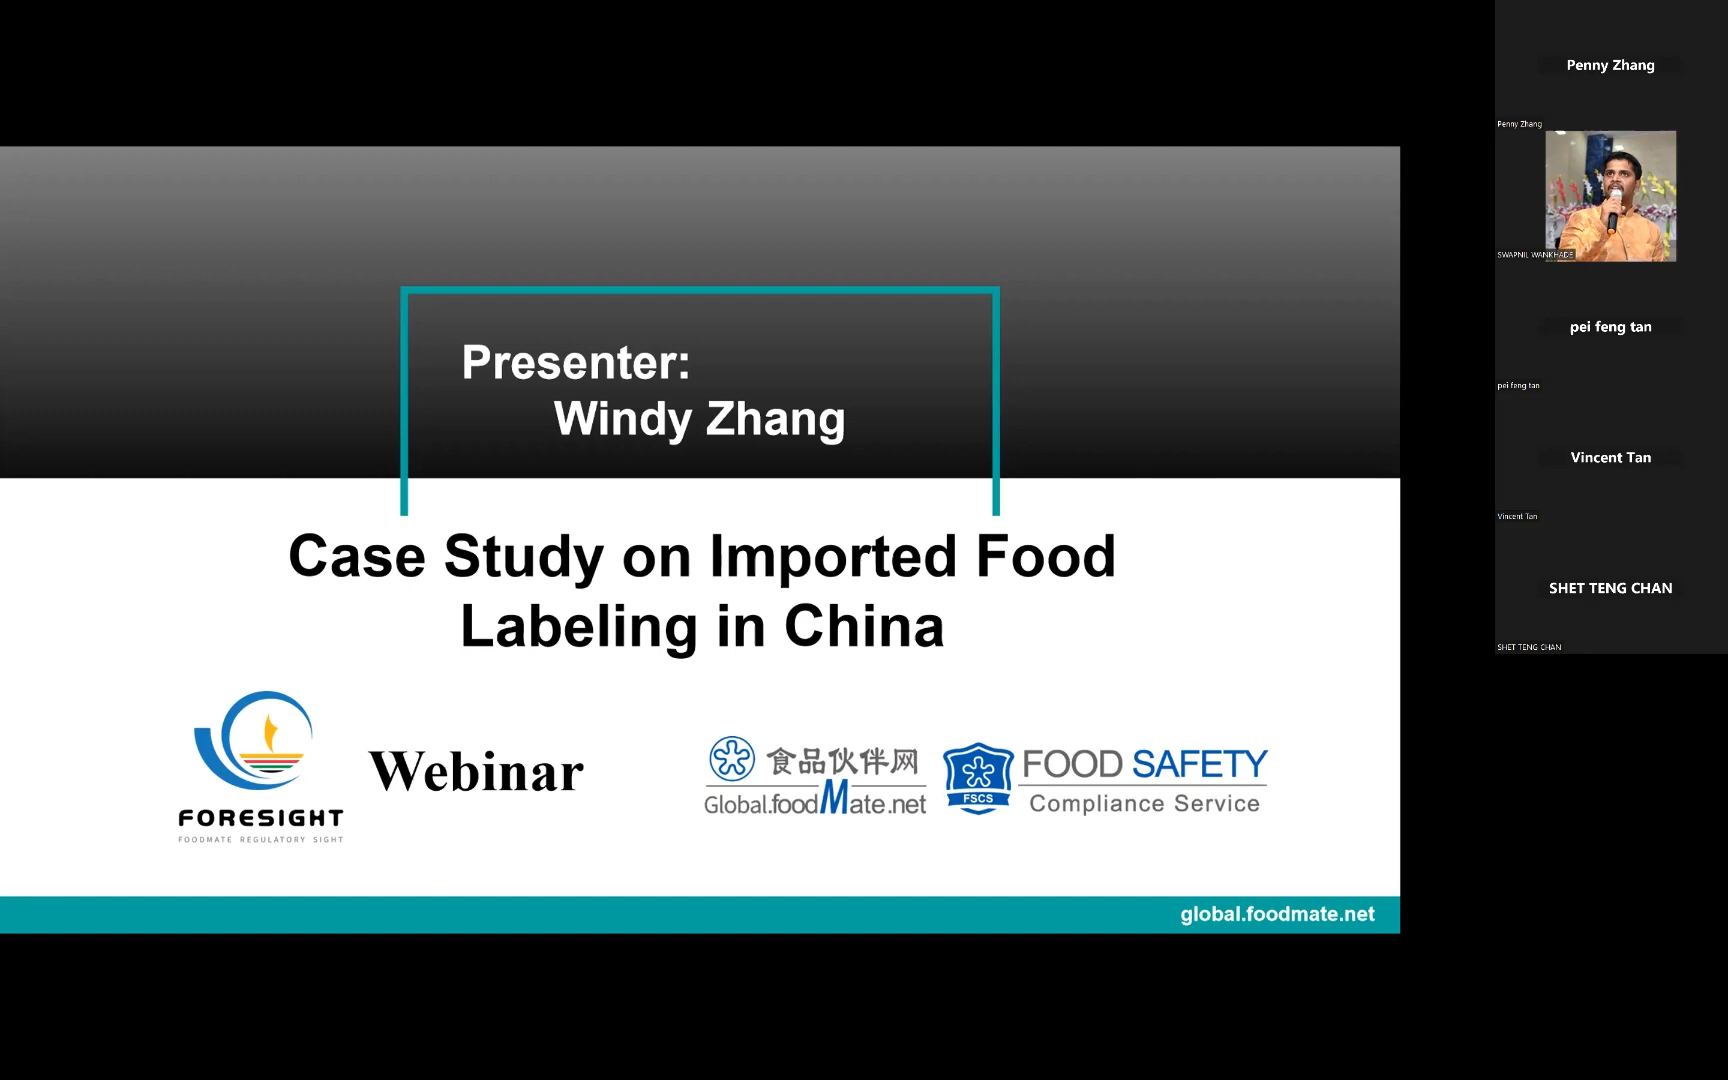 Presenter:
Windy Zhang
Case Study on Imported Food
Labeling in China
FORESIGHT
FOODMATE REGULATORY SIGHT
Webinar
食品伙伴网
Global.foodMate.net
FSCS
FOOD SAFETY
Compliance Service
global.foodmate.net
Penny Zhang
Penny Zhang
SWAPNIL WANKHADE
pei feng tan
pei feng tan
Vincent Tan
Vincent Tan
SHET TENG CHAN
SHET TENG CHAN